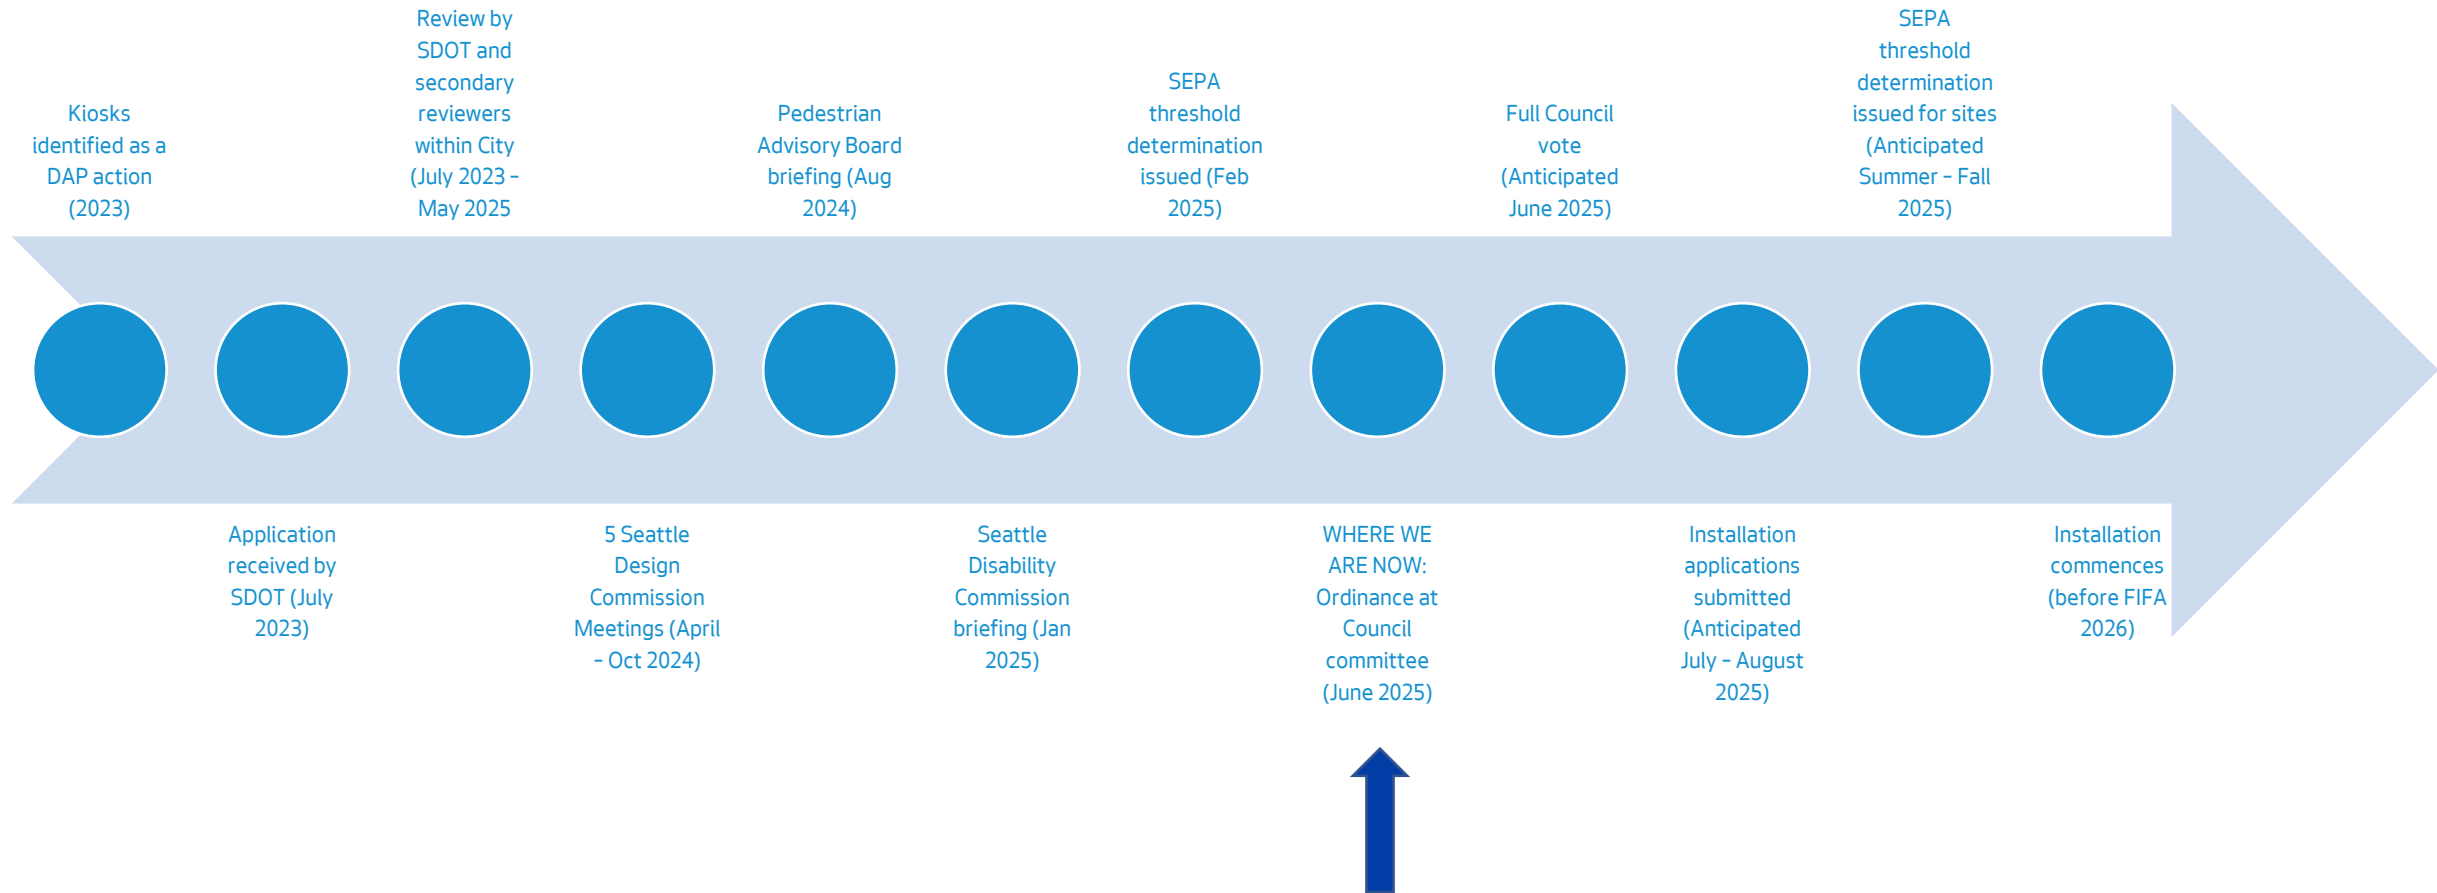 Kiosks
identified as a
DAP action
(2023)
Application
received by
SDOT (July
2023)
Review by
SDOT and
secondary
reviewers
within City
(July 2023 –
May 2025
5 Seattle
Design
Commission
Meetings (April
– Oct 2024)
Pedestrian
Advisory Board
briefing (Aug
2024)
Seattle
Disability
Commission
briefing (Jan
2025)
SEPA
threshold
determination
issued (Feb
2025)
WHERE WE
ARE NOW:
Ordinance at
Council
committee
(June 2025)
Full Council
vote
(Anticipated
June 2025)
Installation
applications
submitted
(Anticipated
July – August
2025)
SEPA
threshold
determination
issued for sites
(Anticipated
Summer – Fall
2025)
Installation
commences
(before FIFA
2026)